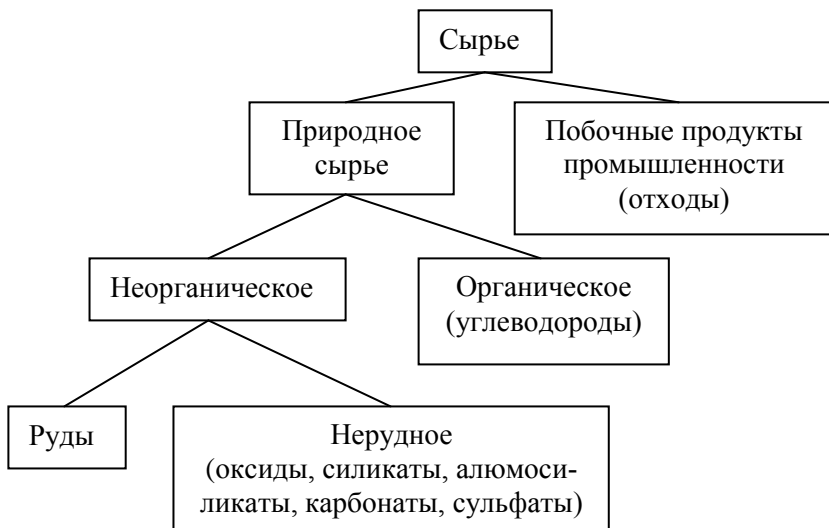 Сырье
Природное
сырье
Побочные продукты
промышленности
(отходы)
Неорганическое
Органическое
(углеводороды)
Руды
Нерудное
(оксиды, силикаты, алюмоси-
ликаты, карбонаты, сульфаты)